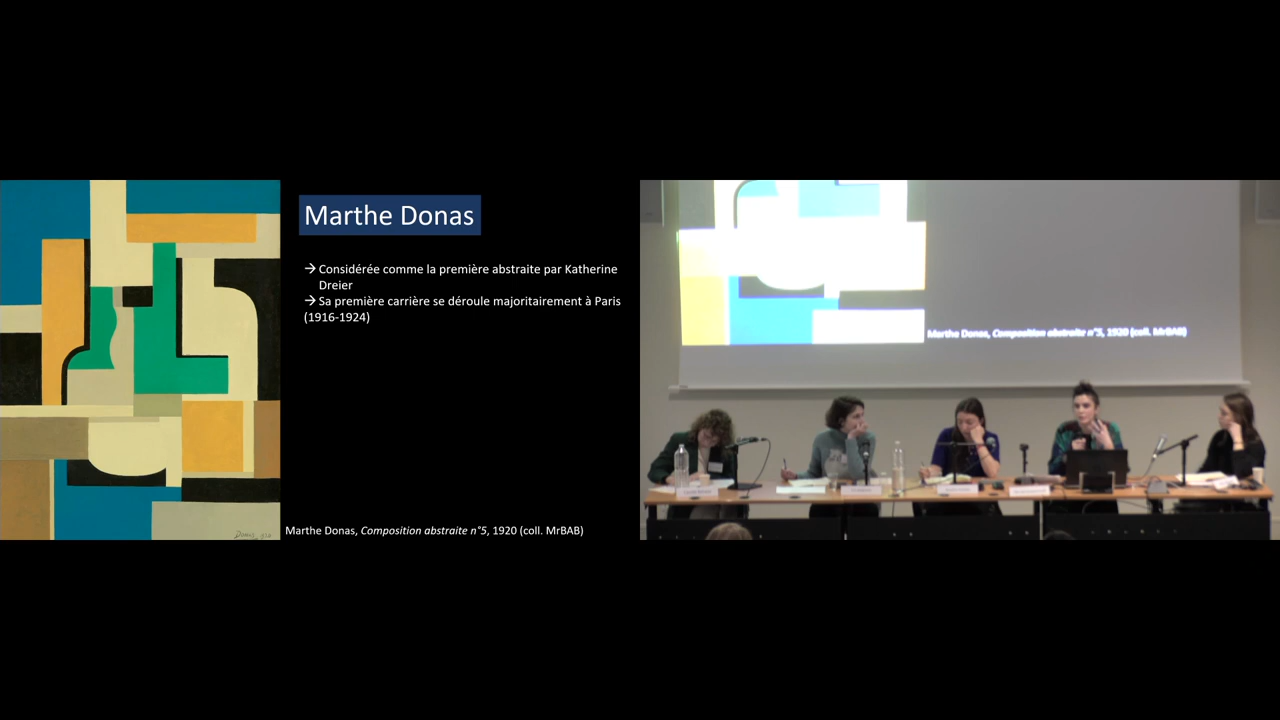 Marthe Donas
→ Considérée comme la première abstraite par Katherine
Dreier
→ Sa première carrière se déroule majoritairement à Paris
(1916-1924)
Marthe Donas, Composition abstraite n°5, 1920 (coll. MrBAB)
Marthe Donas, Composition abstraite n°5, 1920 (coll. MrBAB)